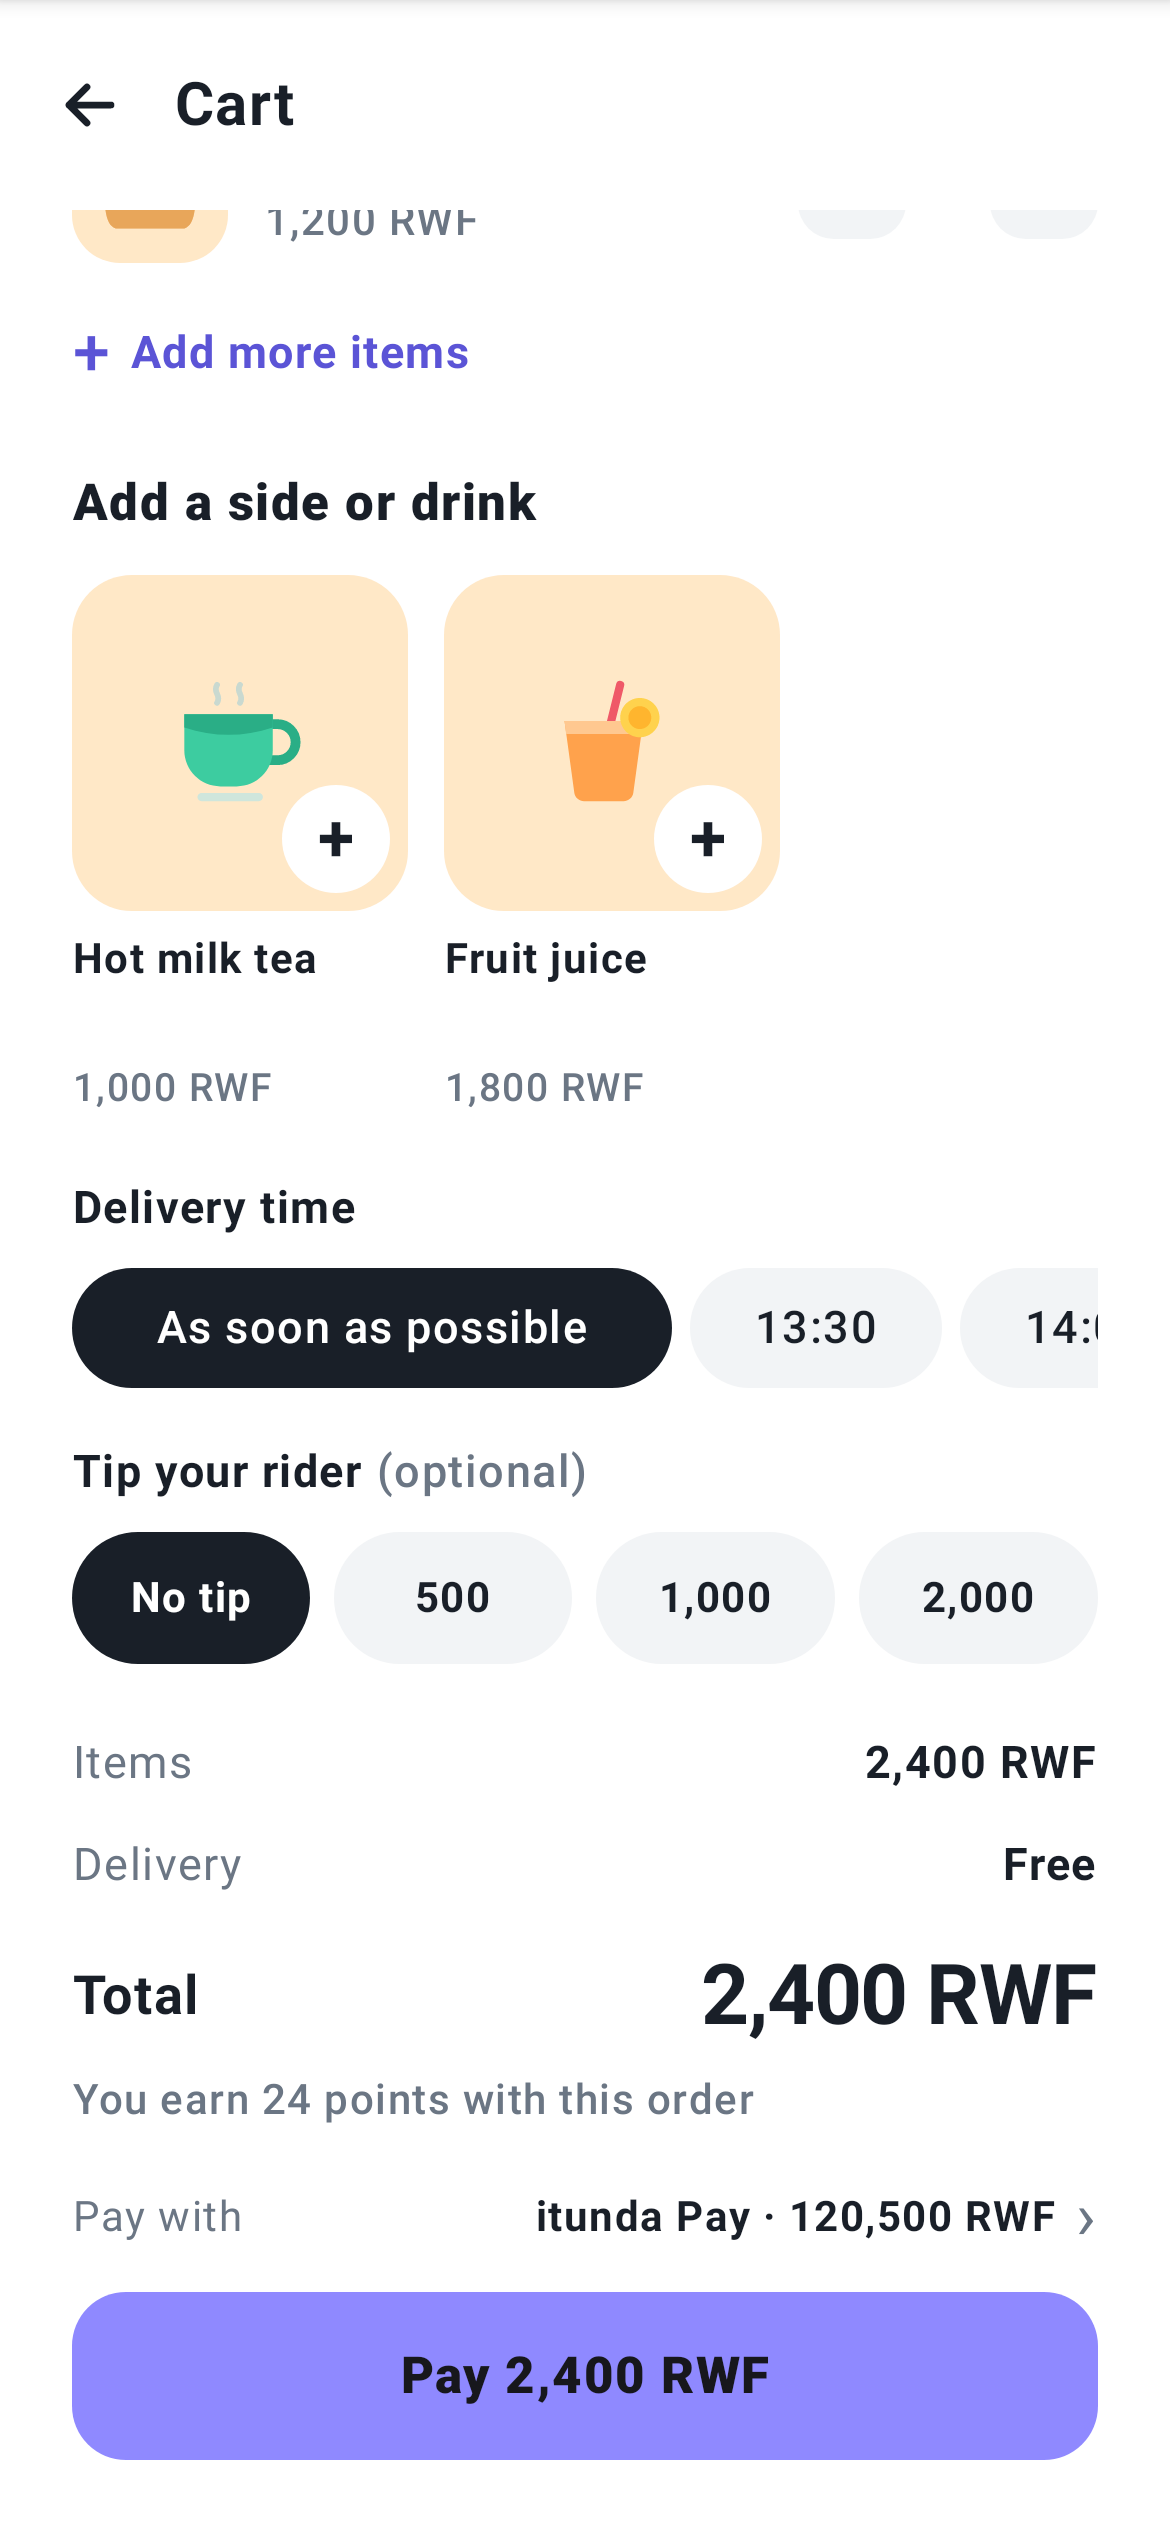 Cart
1,200 RWF
+ Add more items
Add a side or drink
+ +
Hot milk tea Fruit juice
1,000 RWF 1,800 RWF
Delivery time
As soon as possible 13:30 14:
Tip your rider (optional)
No tip 500 1,000 2,000
Items 2,400 RWF
Delivery Free
Total 2,400 RWF
You earn 24 points with this order
Pay with itunda Pay · 120,500 RWF ›
Pay 2,400 RWF